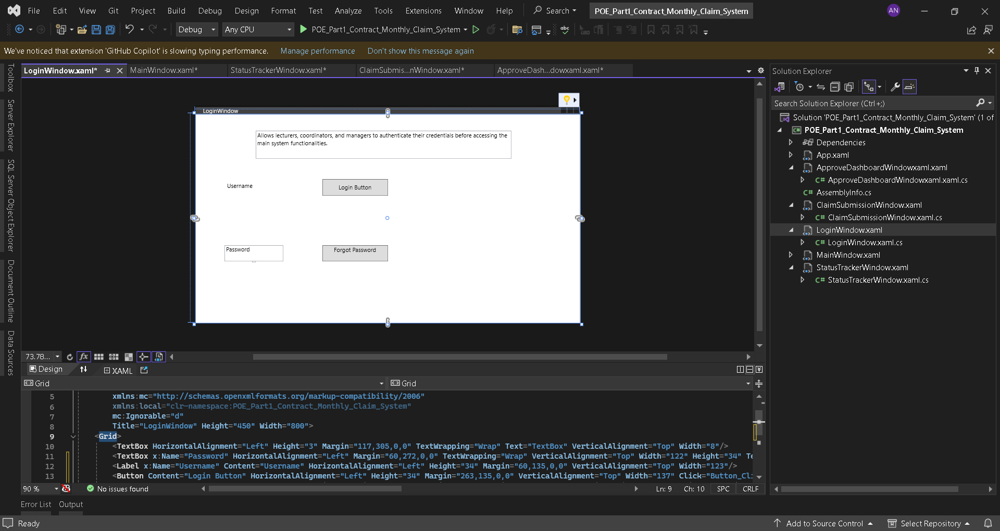 File Edit View Git Project Build Debug Design Format Test Analyze Tools Extensions Window Help Search POE_Part1_Contract_Monthly_Claim_System AN
Debug Any CPU POE_Part1_Contract_Monthly_Claim_System abc
We've noticed that extension 'GitHub Copilot' is slowing typing performance. Manage performance Don't show this message again
Toolbox
Server Explorer
SQL Server Object Explorer
Document Outline
Data Sources
LoginWindow.xaml* MainWindow.xaml* StatusTrackerWindow.xaml* ClaimSubmis...nWindow.xaml* ApproveDash...dowxaml.xaml*
LoginWindow
Allows lecturers, coordinators, and managers to authenticate their credentials before accessing the
main system functionalities.
Username Login Button
Password Forgot Password
73.78... fx
Design XAML
Grid Grid
5 xmlns:mc="http://schemas.openxmlformats.org/markup-compatibility/2006"
6 xmlns:local="clr-namespace:POE_Part1_Contract_Monthly_Claim_System"
7 mc:Ignorable="d"
8 Title="LoginWindow" Height="450" Width="800">
9 <Grid>
10 <TextBox HorizontalAlignment="Left" Height="3" Margin="117,305,0,0" TextWrapping="Wrap" Text="TextBox" VerticalAlignment="Top" Width="8"/>
11 <TextBox x:Name="Password" HorizontalAlignment="Left" Margin="60,272,0,0" TextWrapping="Wrap" VerticalAlignment="Top" Width="122" Height="34" Te
12 <Label x:Name="Username" Content="Username" HorizontalAlignment="Left" Height="34" Margin="60,135,0,0" VerticalAlignment="Top" Width="123"/>
13 <Button Content="Login Button" HorizontalAlignment="Left" Height="34" Margin="263,135,0,0" VerticalAlignment="Top" Width="137" Click="Button_Cl
90 % No issues found Ln: 9 Ch: 10 SPC CRLF
Error List Output
Solution Explorer
Search Solution Explorer (Ctrl+;)
Solution 'POE_Part1_Contract_Monthly_Claim_System' (1 of
C# POE_Part1_Contract_Monthly_Claim_System
Dependencies
App.xaml
ApproveDashboardWindowxaml.xaml
C# ApproveDashboardWindowxaml.xaml.cs
C# AssemblyInfo.cs
ClaimSubmissionWindow.xaml
C# ClaimSubmissionWindow.xaml.cs
LoginWindow.xaml
C# LoginWindow.xaml.cs
MainWindow.xaml
StatusTrackerWindow.xaml
C# StatusTrackerWindow.xaml.cs
Ready Add to Source Control Select Repository